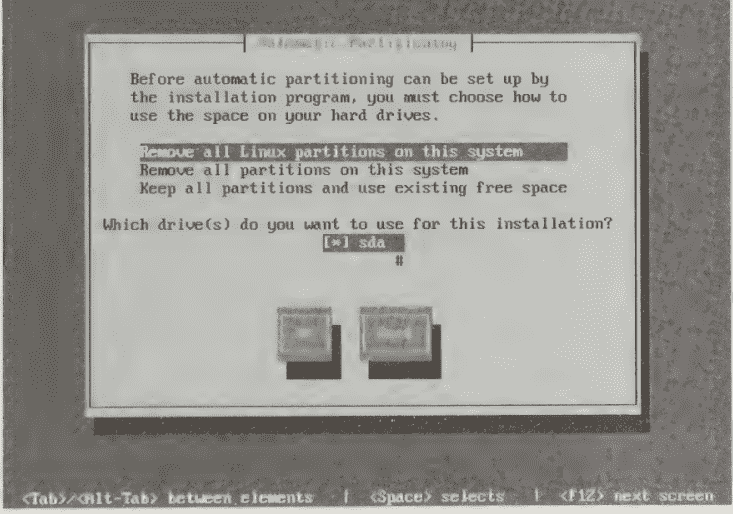 Automatic Partitioning
Before automatic partitioning can be set up by
the installation program, you must choose how to
use the space on your hard drives.
Remove all Linux partitions on this system
Remove all partitions on this system
Keep all partitions and use existing free space
Which drive(s) do you want to use for this installation?
[*] sda
#
<Tab>/<Alt-Tab> between elements | <Space> selects | <F12> next screen